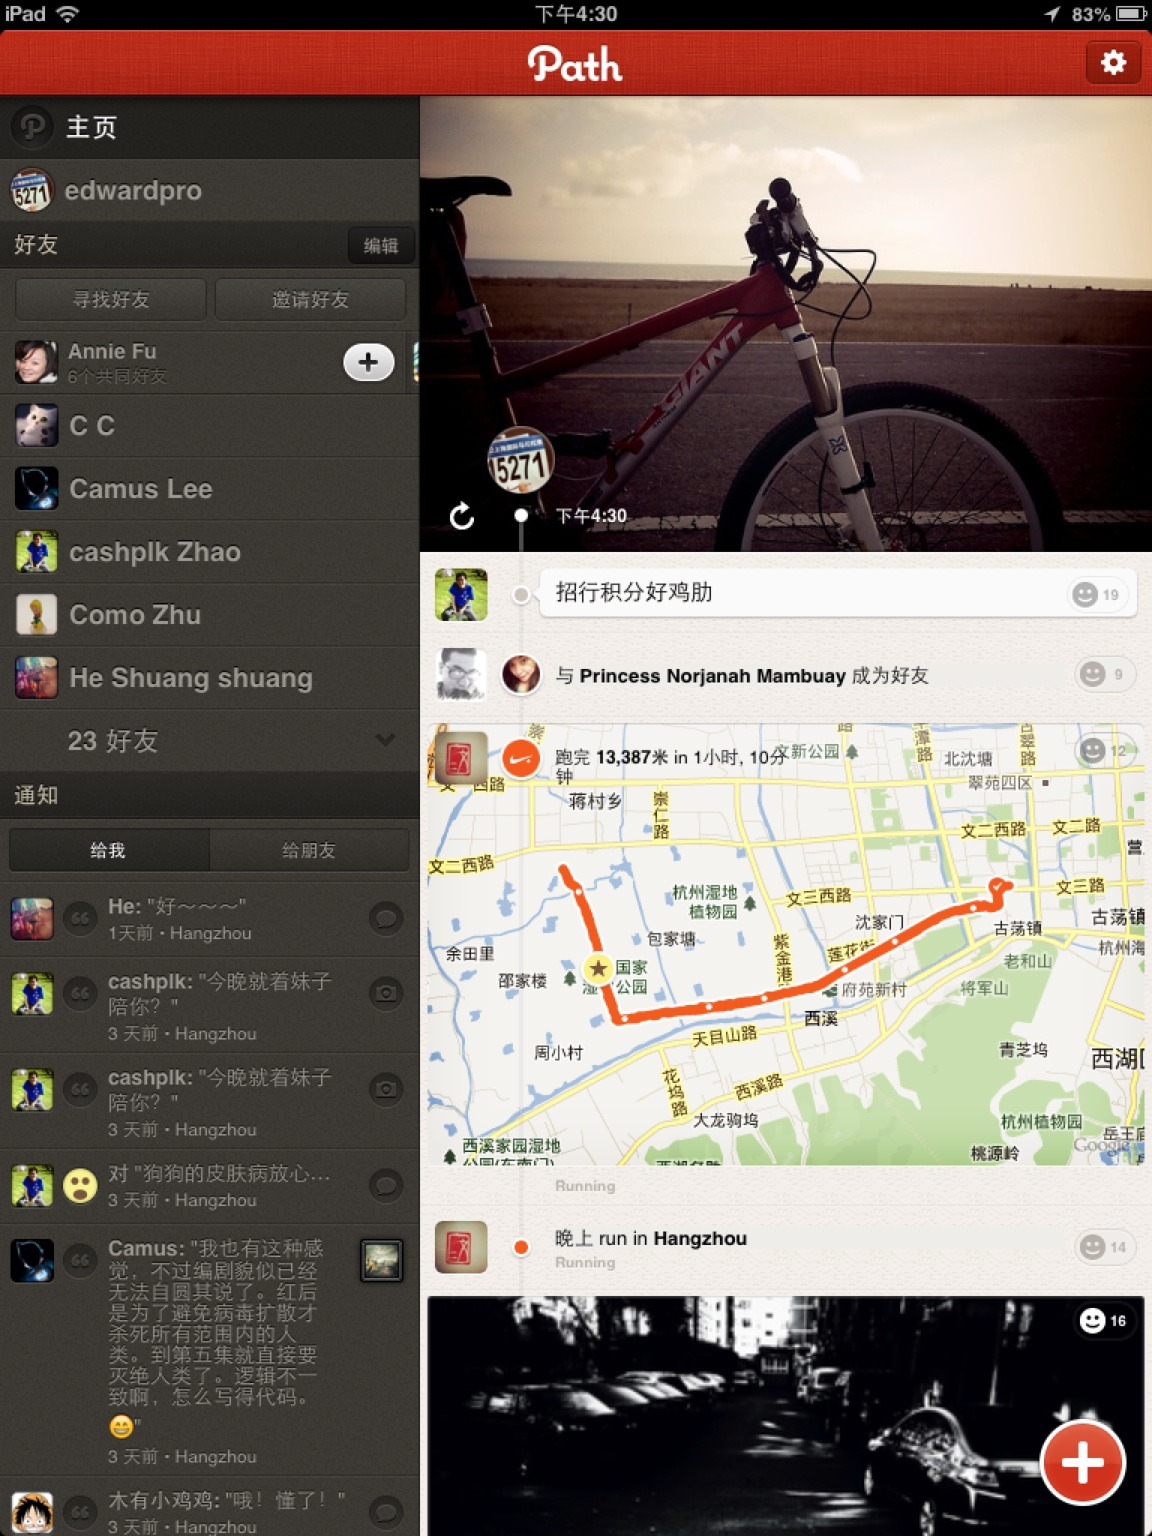 iPad 下午4:30 83%
Path
主页
edwardpro
好友 编辑
寻找好友 邀请好友
Annie Fu
6个共同好友
C C
Camus Lee
cashplk Zhao
Como Zhu
He Shuang shuang
23 好友
通知
给我 给朋友
He: "好～～～"
1天前 • Hangzhou
cashplk: "今晚就着妹子
陪你？"
3 天前 • Hangzhou
cashplk: "今晚就着妹子
陪你？"
3 天前 • Hangzhou
对 "狗狗的皮肤病放心...
3 天前 • Hangzhou
Camus: "我也有这种感
觉，不过编剧貌似已经
无法自圆其说了。红后
是为了避免病毒扩散才
杀死所有范围内的人
类。到第五集就直接要
灭绝人类了。逻辑不一
致啊，怎么写得代码。
😁"
3 天前 • Hangzhou
木有小鸡鸡: "哦！懂了！"
3 天前 • Hangzhou
GIANT
5271
下午4:30
招行积分好鸡肋 19
与 Princess Norjanah Mambuay 成为好友 9
跑完 13,387米 in 1小时, 10分
钟
12
文新公园
北沈塘
翠苑四区
蒋村乡
崇仁路
文二西路
文二西路
文二路
文三西路
文三路
杭州湿地
植物园
沈家门
古荡镇
古荡镇
包家塘
紫金港
莲花街
余田里
邵家楼
国家
湿 公园
老和山
将军山
府苑新村
西溪
天目山路
周小村
青芝坞
花坞路
西溪路
大龙驹坞
杭州植物园
西溪家园湿地
公园(东南门)
桃源岭
Google
Running
晚上 run in Hangzhou 14
Running
16